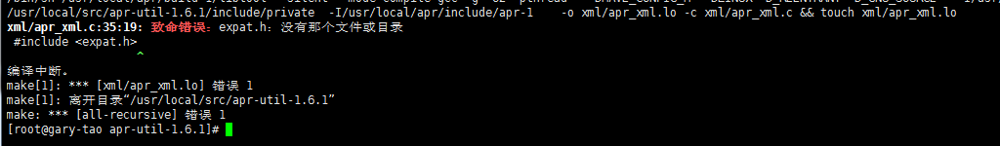 /usr/local/src/apr-util-1.6.1/include/private  -I/usr/local/apr/include/apr-1    -o xml/apr_xml.lo -c xml/apr_xml.c && touch xml/apr_xml.lo
xml/apr_xml.c:35:19: 致命错误：expat.h：没有那个文件或目录
 #include <expat.h>
                   ^
编译中断。
make[1]: *** [xml/apr_xml.lo] 错误 1
make[1]: 离开目录“/usr/local/src/apr-util-1.6.1”
make: *** [all-recursive] 错误 1
[root@gary-tao apr-util-1.6.1]#